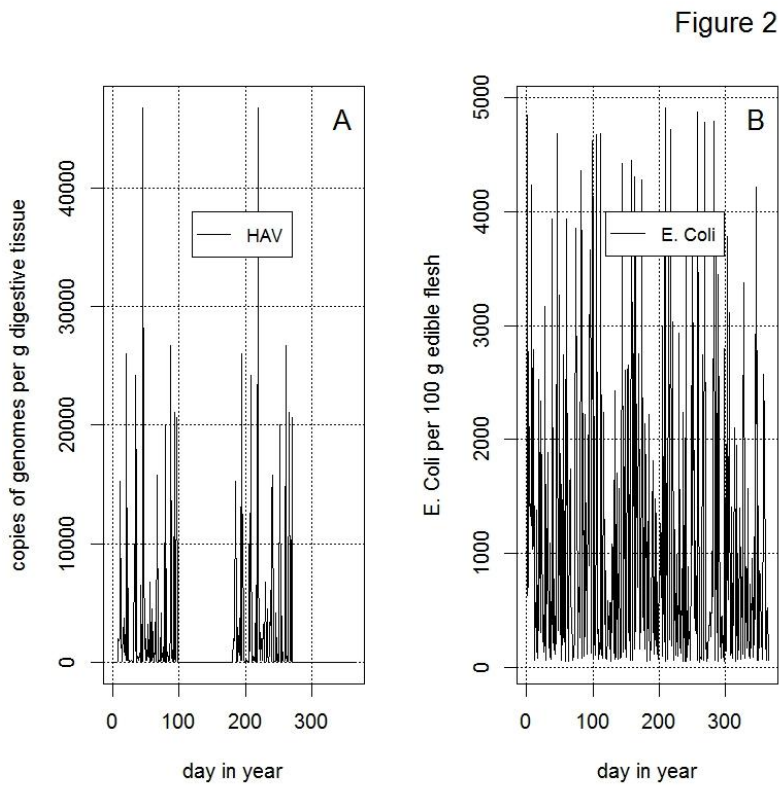 Figure 2
copies of genomes per g digestive tissue
40000
30000
20000
10000
0
A
HAV
0 100 200 300
day in year
E. Coli per 100 g edible flesh
5000
4000
3000
2000
1000
0
B
E. Coli
0 100 200 300
day in year